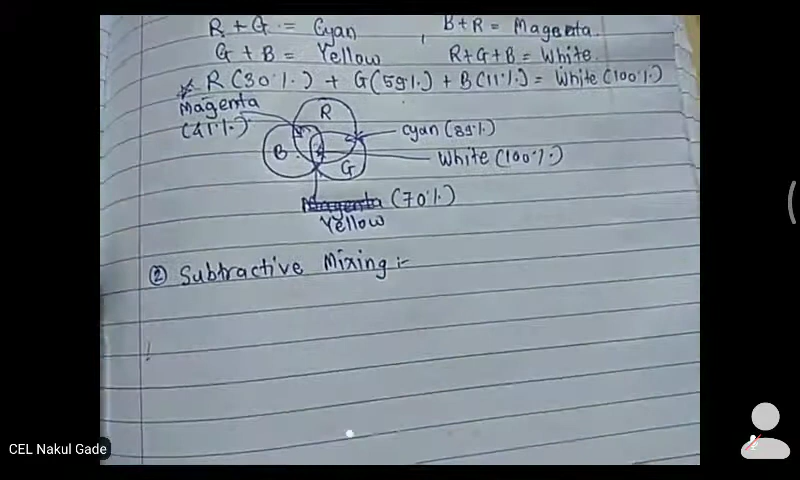 R + G = Cyan , B+R = Magenta.
G + B = Yellow R+G+B = White.
* R (30%) + G(59%) + B(11%) = White (100%)
Magenta
(41%)
R
Cyan (89%)
B
White (100%)
G
Magenta (70%)
Yellow
② Subtractive Mixing :-
CEL Nakul Gade